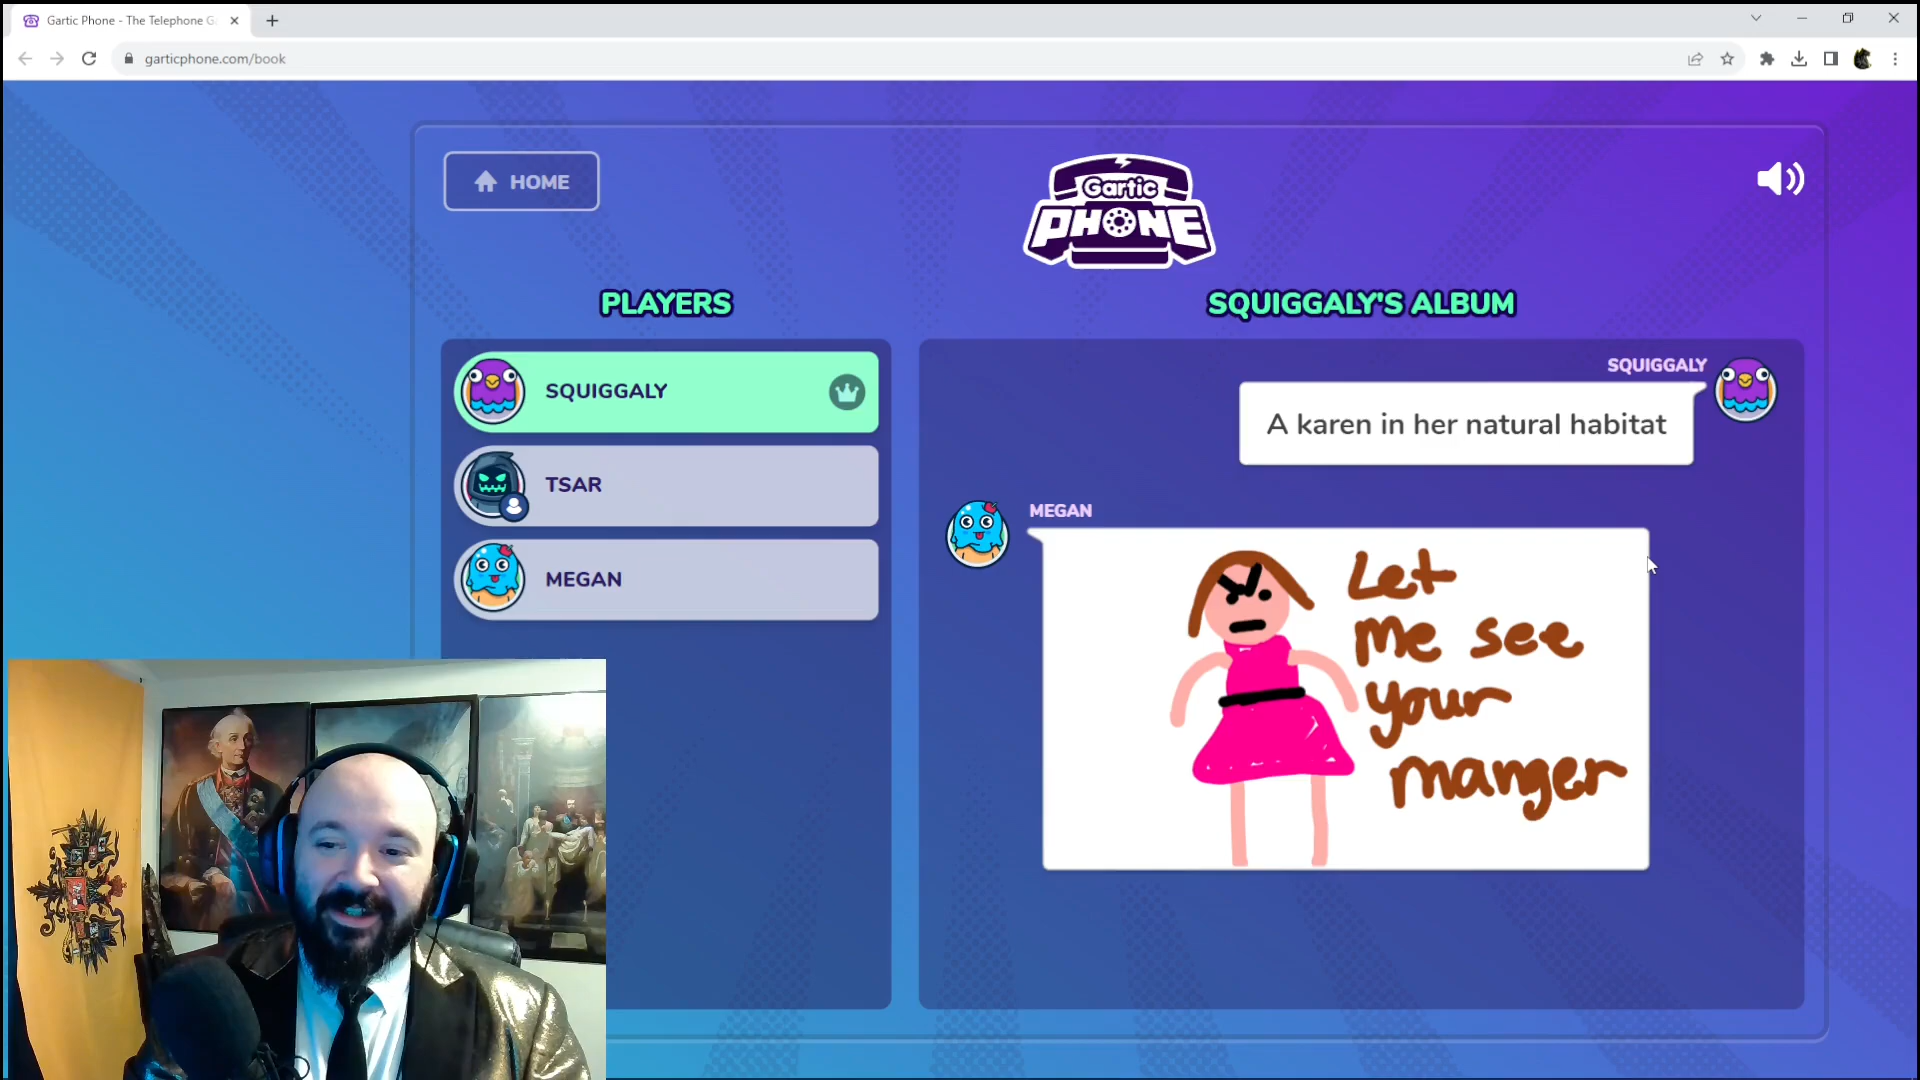 Gartic Phone - The Telephone G
garticphone.com/book
HOME
Gartic
PHONE
PLAYERS
SQUIGGALY
TSAR
MEGAN
SQUIGGALY'S ALBUM
SQUIGGALY
A karen in her natural habitat
MEGAN
Let
me see
your
manger